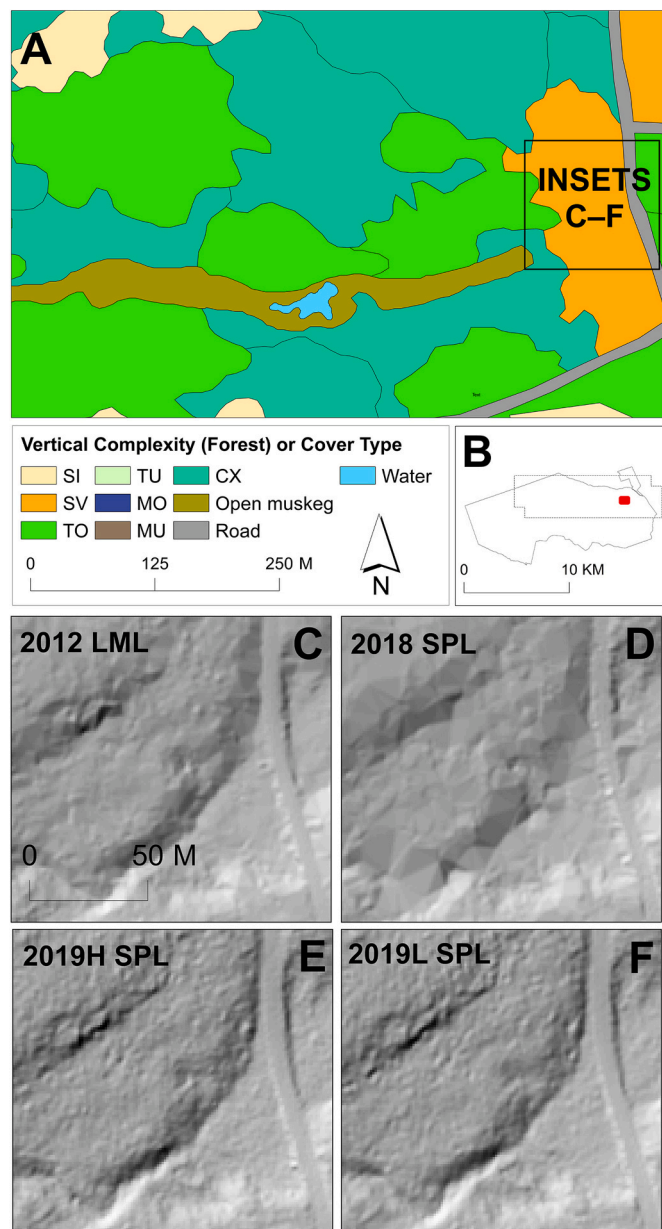 A
INSETS
C–F
Text
Vertical Complexity (Forest) or Cover Type
SI TU CX Water
SV MO Open muskeg
TO MU Road
0 125 250 M
N
B
0 10 KM
2012 LML C
0 50 M
2018 SPL D
2019H SPL E
2019L SPL F